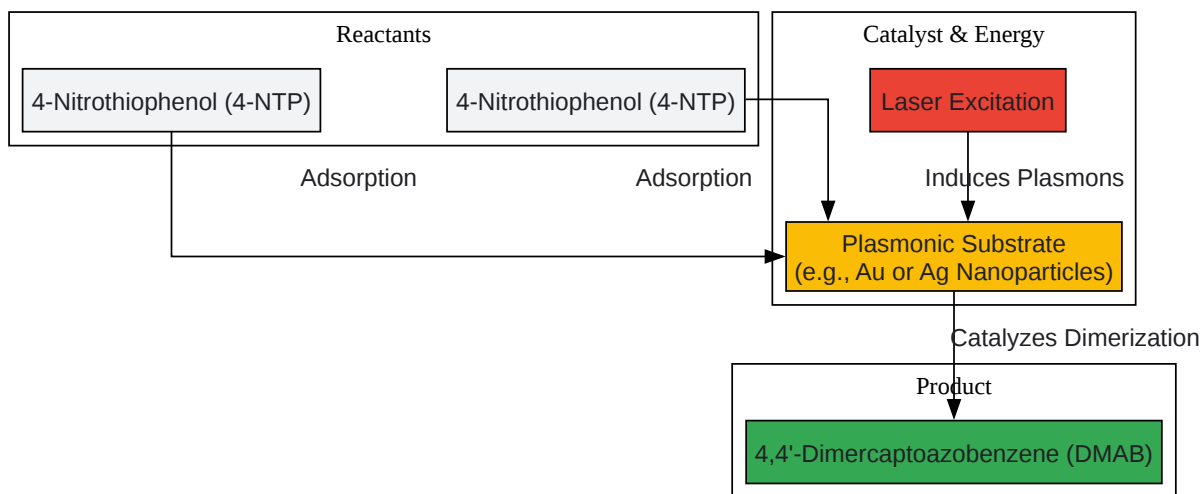 Reactants
Catalyst & Energy
4-Nitrothiophenol (4-NTP)
4-Nitrothiophenol (4-NTP)
Laser Excitation
Adsorption
Adsorption
Induces Plasmons
Plasmonic Substrate
(e.g., Au or Ag Nanoparticles)
Catalyzes Dimerization
Product
4,4'-Dimercaptoazobenzene (DMAB)